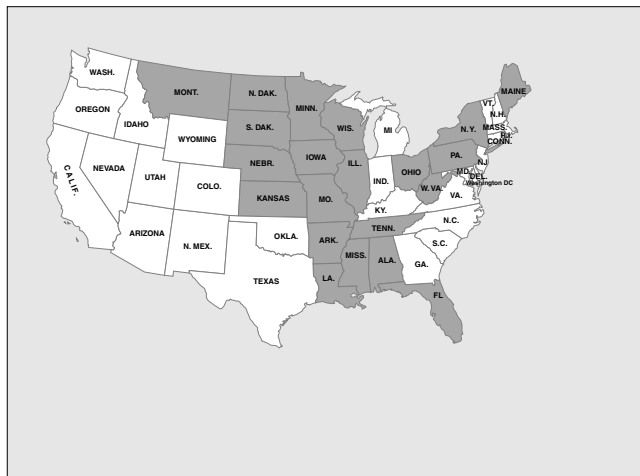 WASH.
MONT.
N. DAK.
MINN.
MAINE
VT.
N.H.
OREGON
IDAHO
S. DAK.
WIS.
MI
N.Y.
MASS.
R.I.
CONN.
WYOMING
NEBR.
IOWA
PA.
NJ
NEVADA
UTAH
COLO.
KANSAS
MO.
ILL.
IND.
OHIO
W. VA.
MD.
DEL.
Washington DC
VA.
CALIF.
KY.
N.C.
TENN.
ARIZONA
N. MEX.
OKLA.
ARK.
S.C.
TEXAS
LA.
MISS.
ALA.
GA.
FL